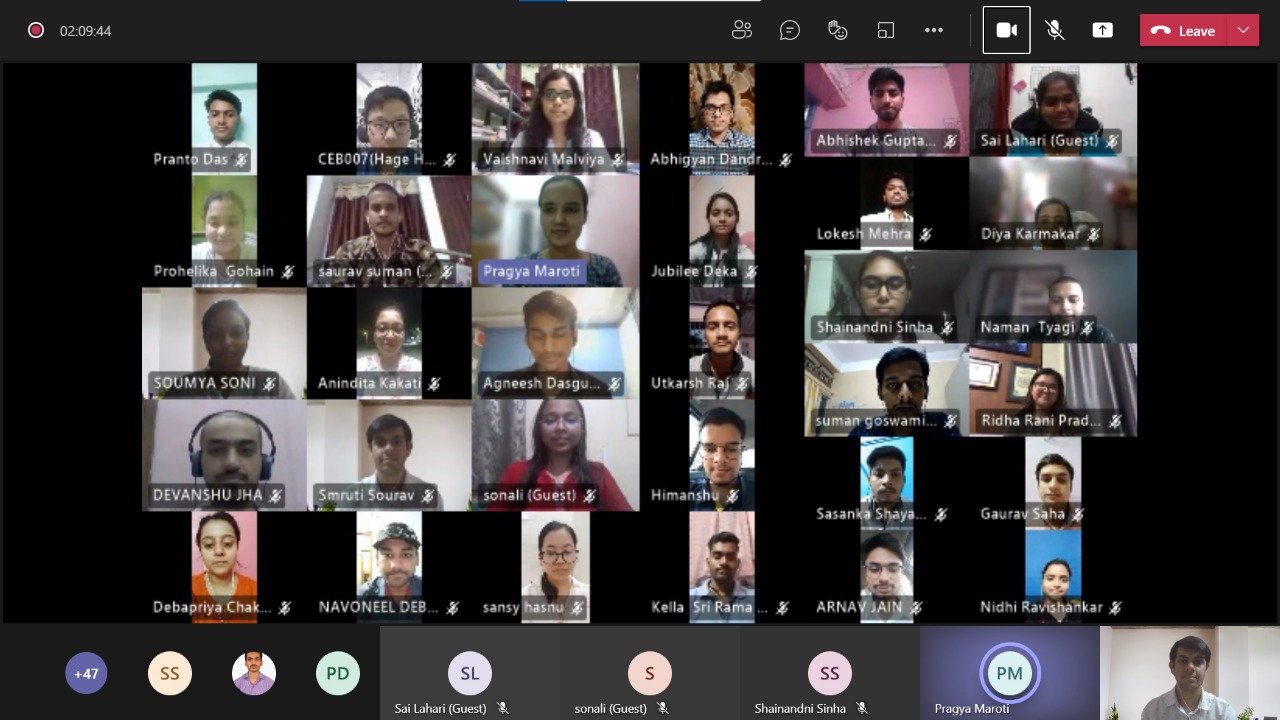 02:09:44
Leave
Pranto Das
CEB007(Hage H...
Vaishnavi Malviya
Abhigyan Dandr...
Abhishek Gupta...
Sai Lahari (Guest)
Prohelika Gohain
saurav suman (...
Pragya Maroti
Jubilee Deka
Lokesh Mehra
Diya Karmakar
SOUMYA SONI
Anindita Kakati
Agneesh Dasgu...
Utkarsh Raj
Shainandni Sinha
Naman Tyagi
DEVANSHU JHA
Smruti Sourav
sonali (Guest)
Himanshu
suman goswami...
Ridha Rani Prad...
Sasanka Shaya...
Gaurav Saha
Debapriya Chak...
NAVONEEL DEB...
sansy hasnu
Kella Sri Rama ...
ARNAV JAIN
Nidhi Ravishankar
+47
SS
PD
SL
S
SS
PM
Sai Lahari (Guest)
sonali (Guest)
Shainandni Sinha
Pragya Maroti